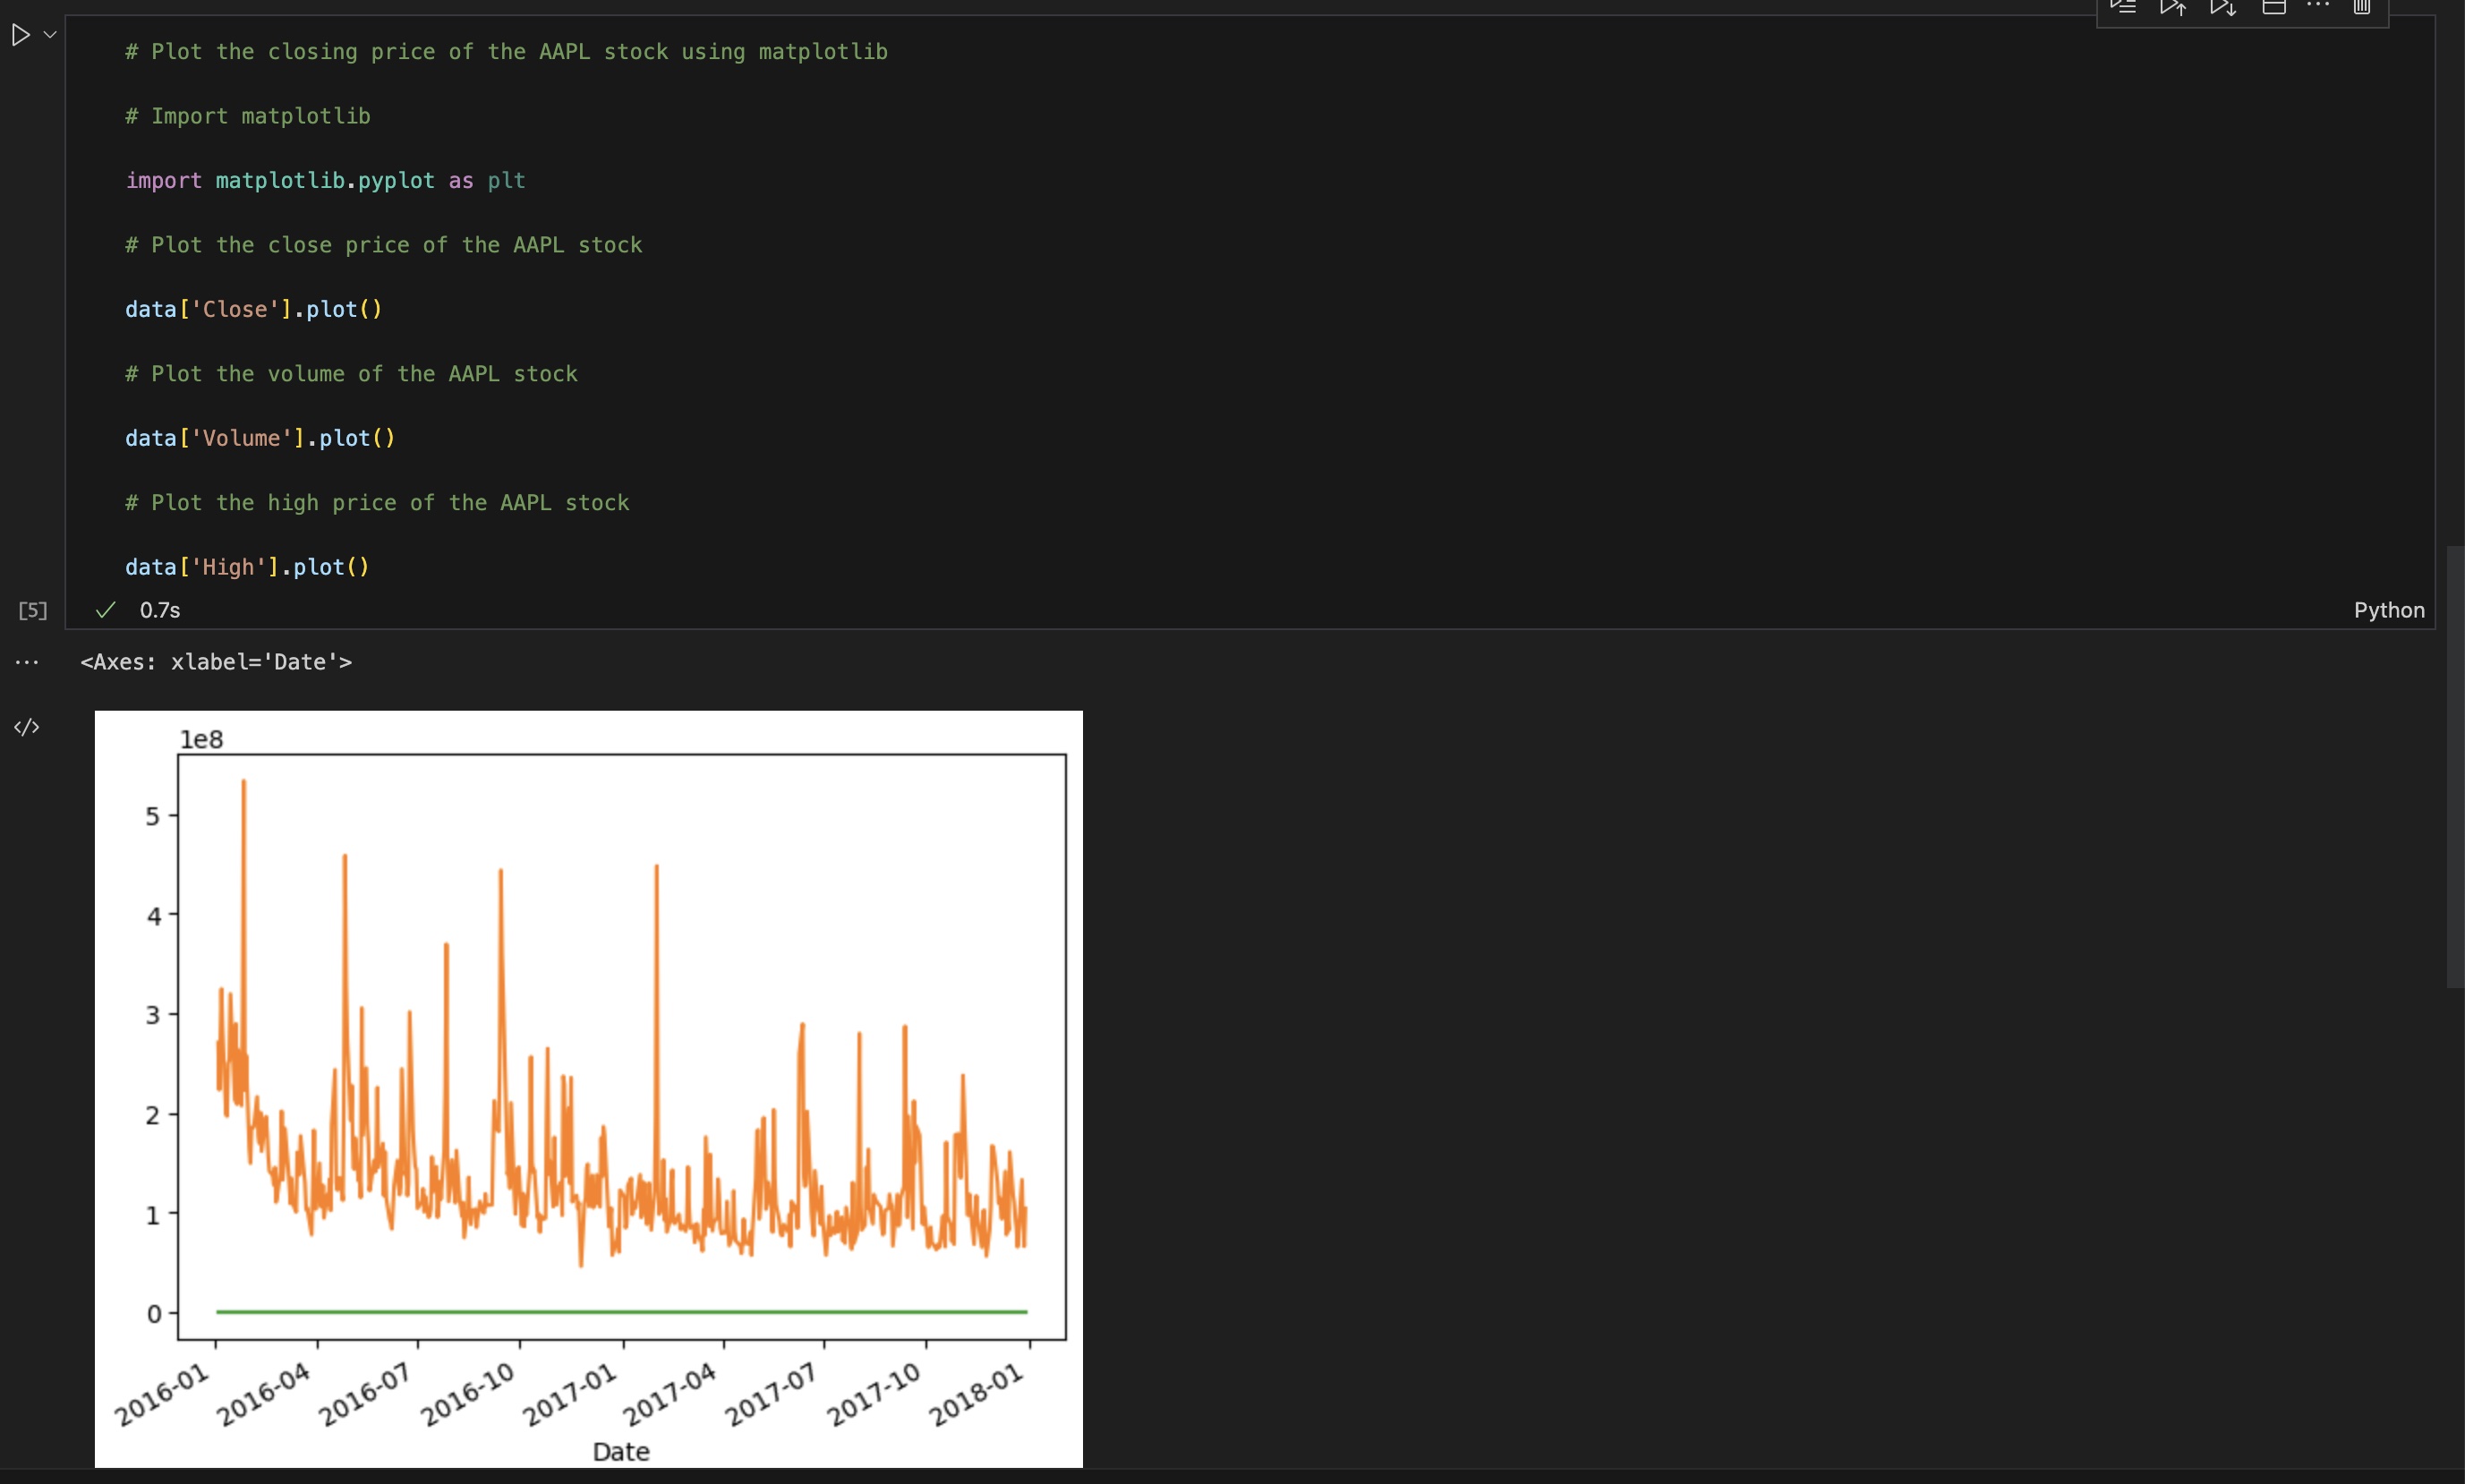 # Plot the closing price of the AAPL stock using matplotlib
# Import matplotlib
import matplotlib.pyplot as plt
# Plot the close price of the AAPL stock
data['Close'].plot()
# Plot the volume of the AAPL stock
data['Volume'].plot()
# Plot the high price of the AAPL stock
data['High'].plot()
[5]
0.7s
Python
<Axes: xlabel='Date'>
1e8
5
4
3
2
1
0
2016-01
2016-04
2016-07
2016-10
2017-01
2017-04
2017-07
2017-10
2018-01
Date